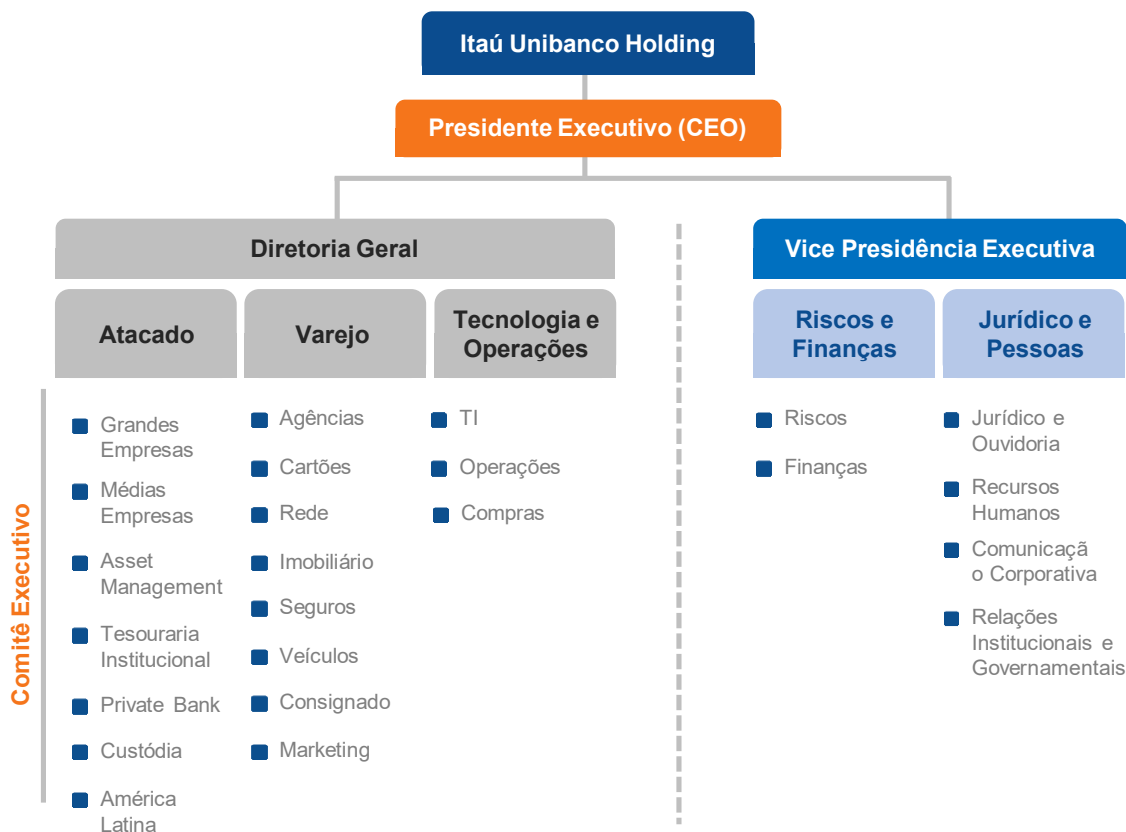 Itaú Unibanco Holding
Presidente Executivo (CEO)
Diretoria Geral
Vice Presidência Executiva
Atacado
Varejo
Tecnologia e
Operações
Riscos e
Finanças
Jurídico e
Pessoas
Comitê Executivo
Grandes
Empresas
Médias
Empresas
Asset
Management
Tesouraria
Institucional
Private Bank
Custódia
América
Latina
Agências
Cartões
Rede
Imobiliário
Seguros
Veículos
Consignado
Marketing
TI
Operações
Compras
Riscos
Finanças
Jurídico e
Ouvidoria
Recursos
Humanos
Comunicaçã
o Corporativa
Relações
Institucionais e
Governamentais